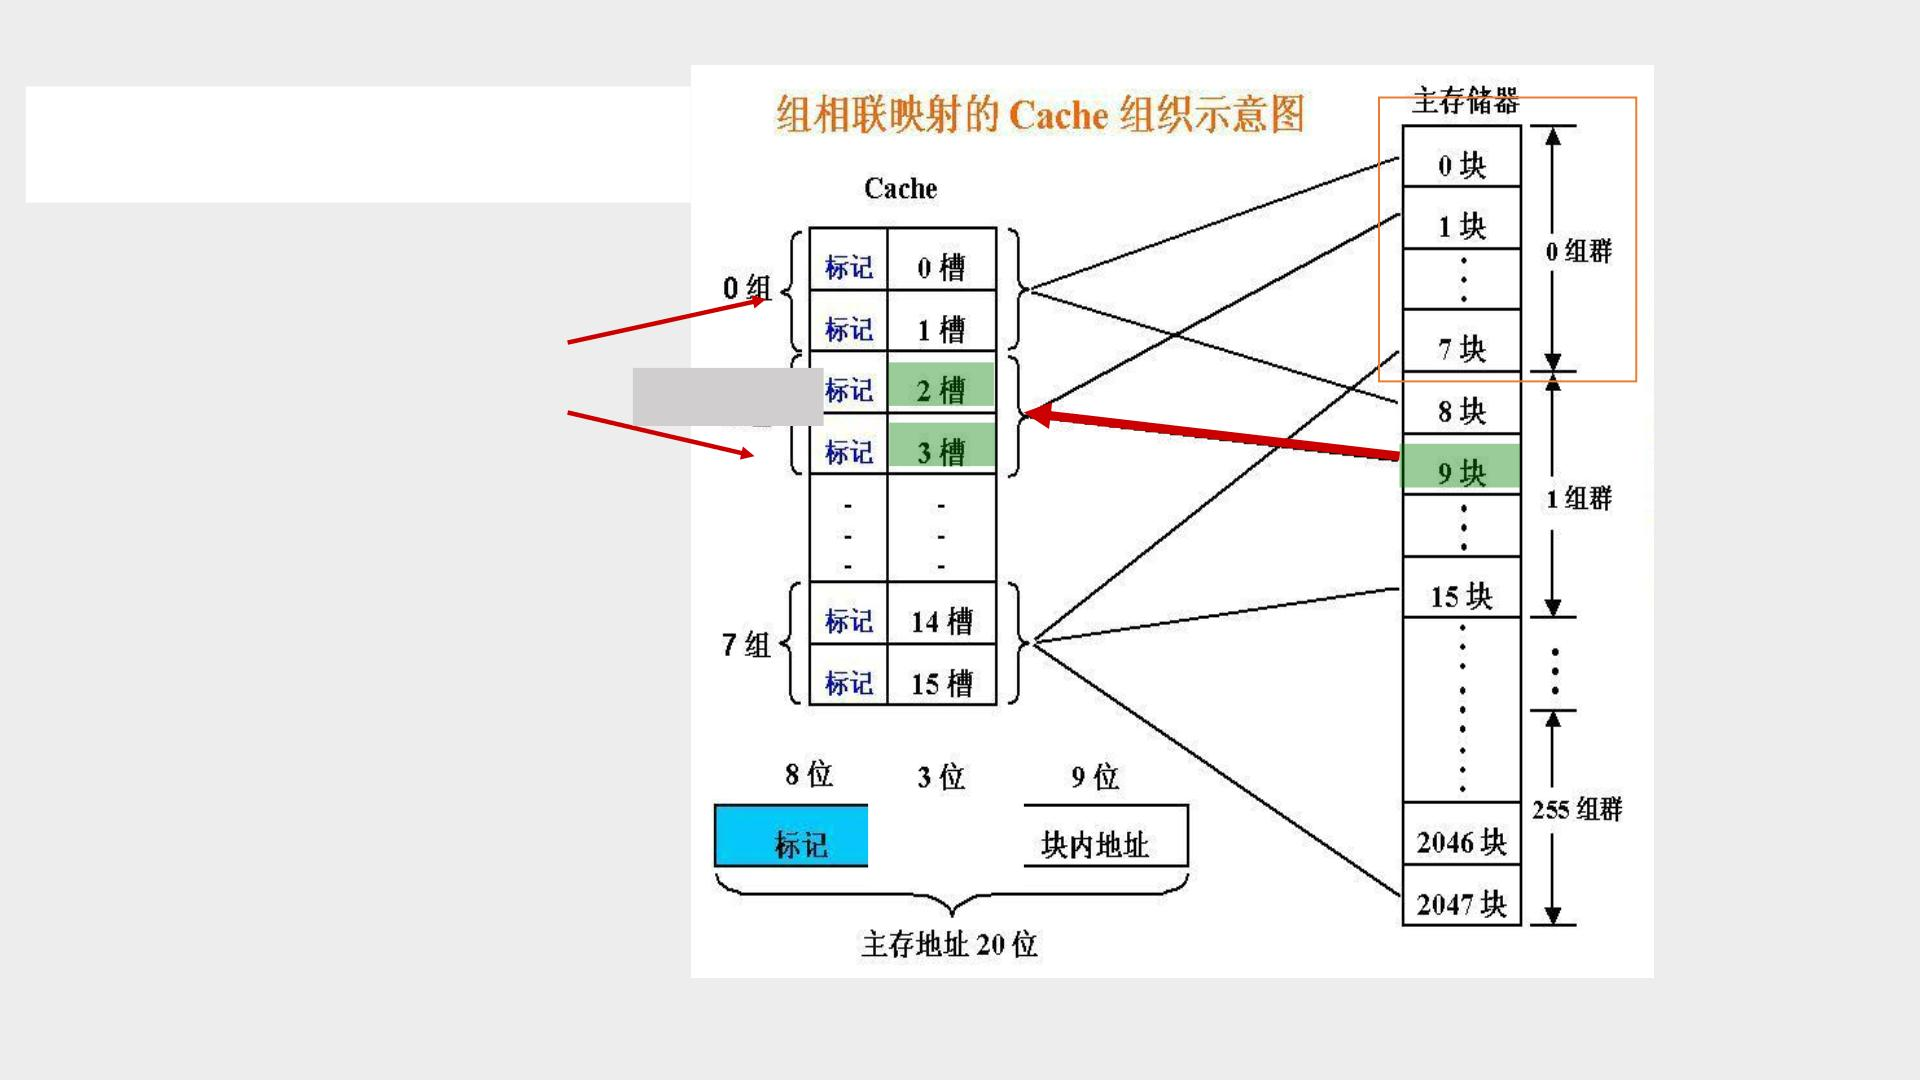 组相联映射的 Cache 组织示意图
Cache
0 组
标记 0 槽
标记 1 槽
标记 2 槽
标记 3 槽
7 组
标记 14 槽
标记 15 槽
主存储器
0 块
1 块
7 块
0 组群
8 块
9 块
15 块
1 组群
2046 块
2047 块
255 组群
8 位 3 位 9 位
标记 块内地址
主存地址 20 位